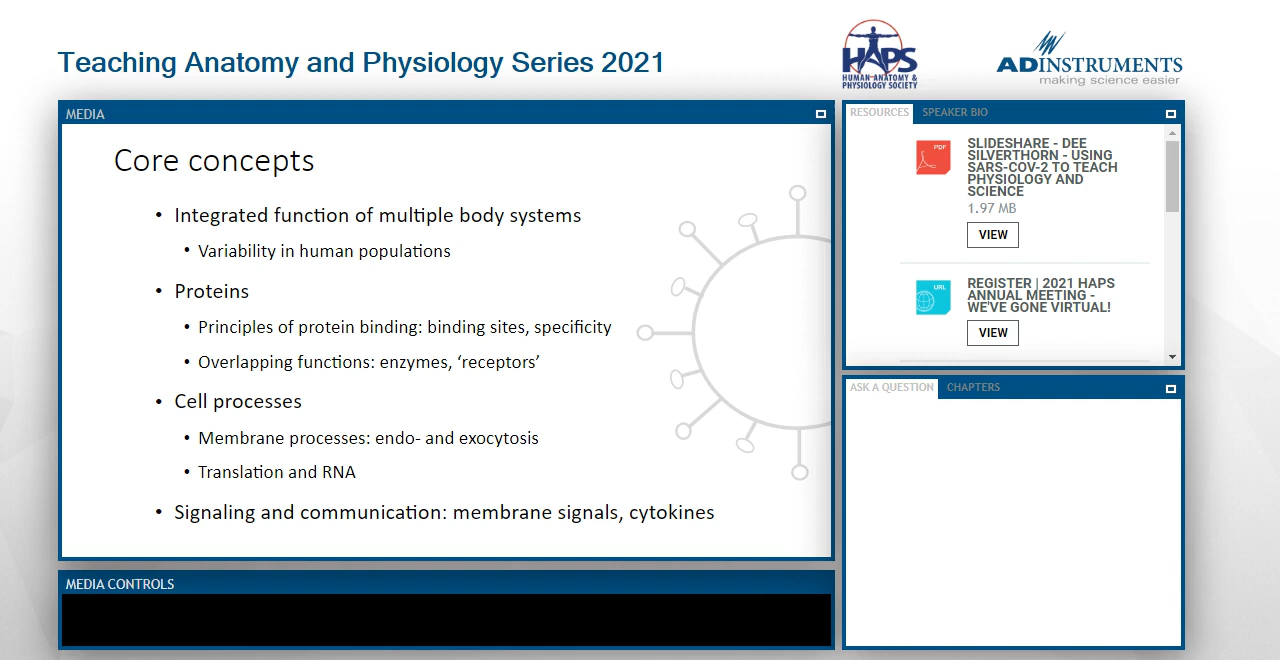 Teaching Anatomy and Physiology Series 2021
HAPS
HUMAN ANATOMY &
PHYSIOLOGY SOCIETY
ADINSTRUMENTS
making science easier
MEDIA
Core concepts
• Integrated function of multiple body systems
• Variability in human populations
• Proteins
• Principles of protein binding: binding sites, specificity
• Overlapping functions: enzymes, ‘receptors’
• Cell processes
• Membrane processes: endo- and exocytosis
• Translation and RNA
• Signaling and communication: membrane signals, cytokines
MEDIA CONTROLS
RESOURCES SPEAKER BIO
PDF
SLIDESHARE - DEE
SILVERTHORN - USING
SARS-COV-2 TO TEACH
PHYSIOLOGY AND
SCIENCE
1.97 MB
VIEW
URL
REGISTER | 2021 HAPS
ANNUAL MEETING -
WE'VE GONE VIRTUAL!
VIEW
ASK A QUESTION CHAPTERS